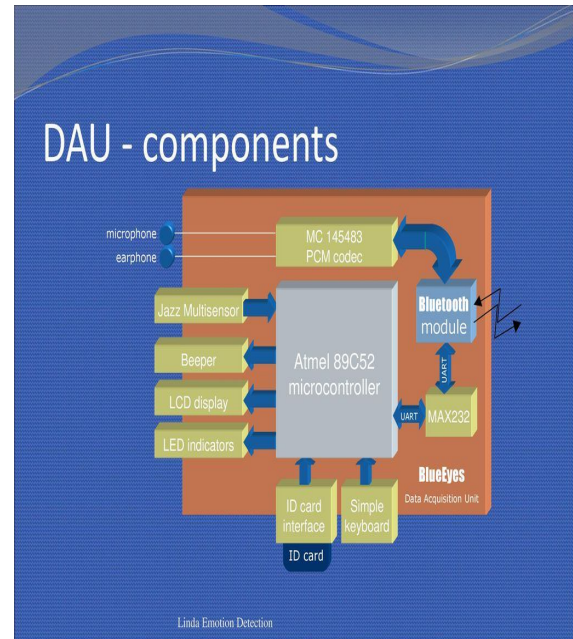 DAU - components
microphone
earphone
MC 145483
PCM codec
Jazz Multisensor
Beeper
LCD display
LED indicators
Atmel 89C52
microcontroller
Bluetooth
module
UART
UART
MAX232
BlueEyes
Data Acquisition Unit
ID card
interface
Simple
keyboard
ID card
Linda Emotion Detection